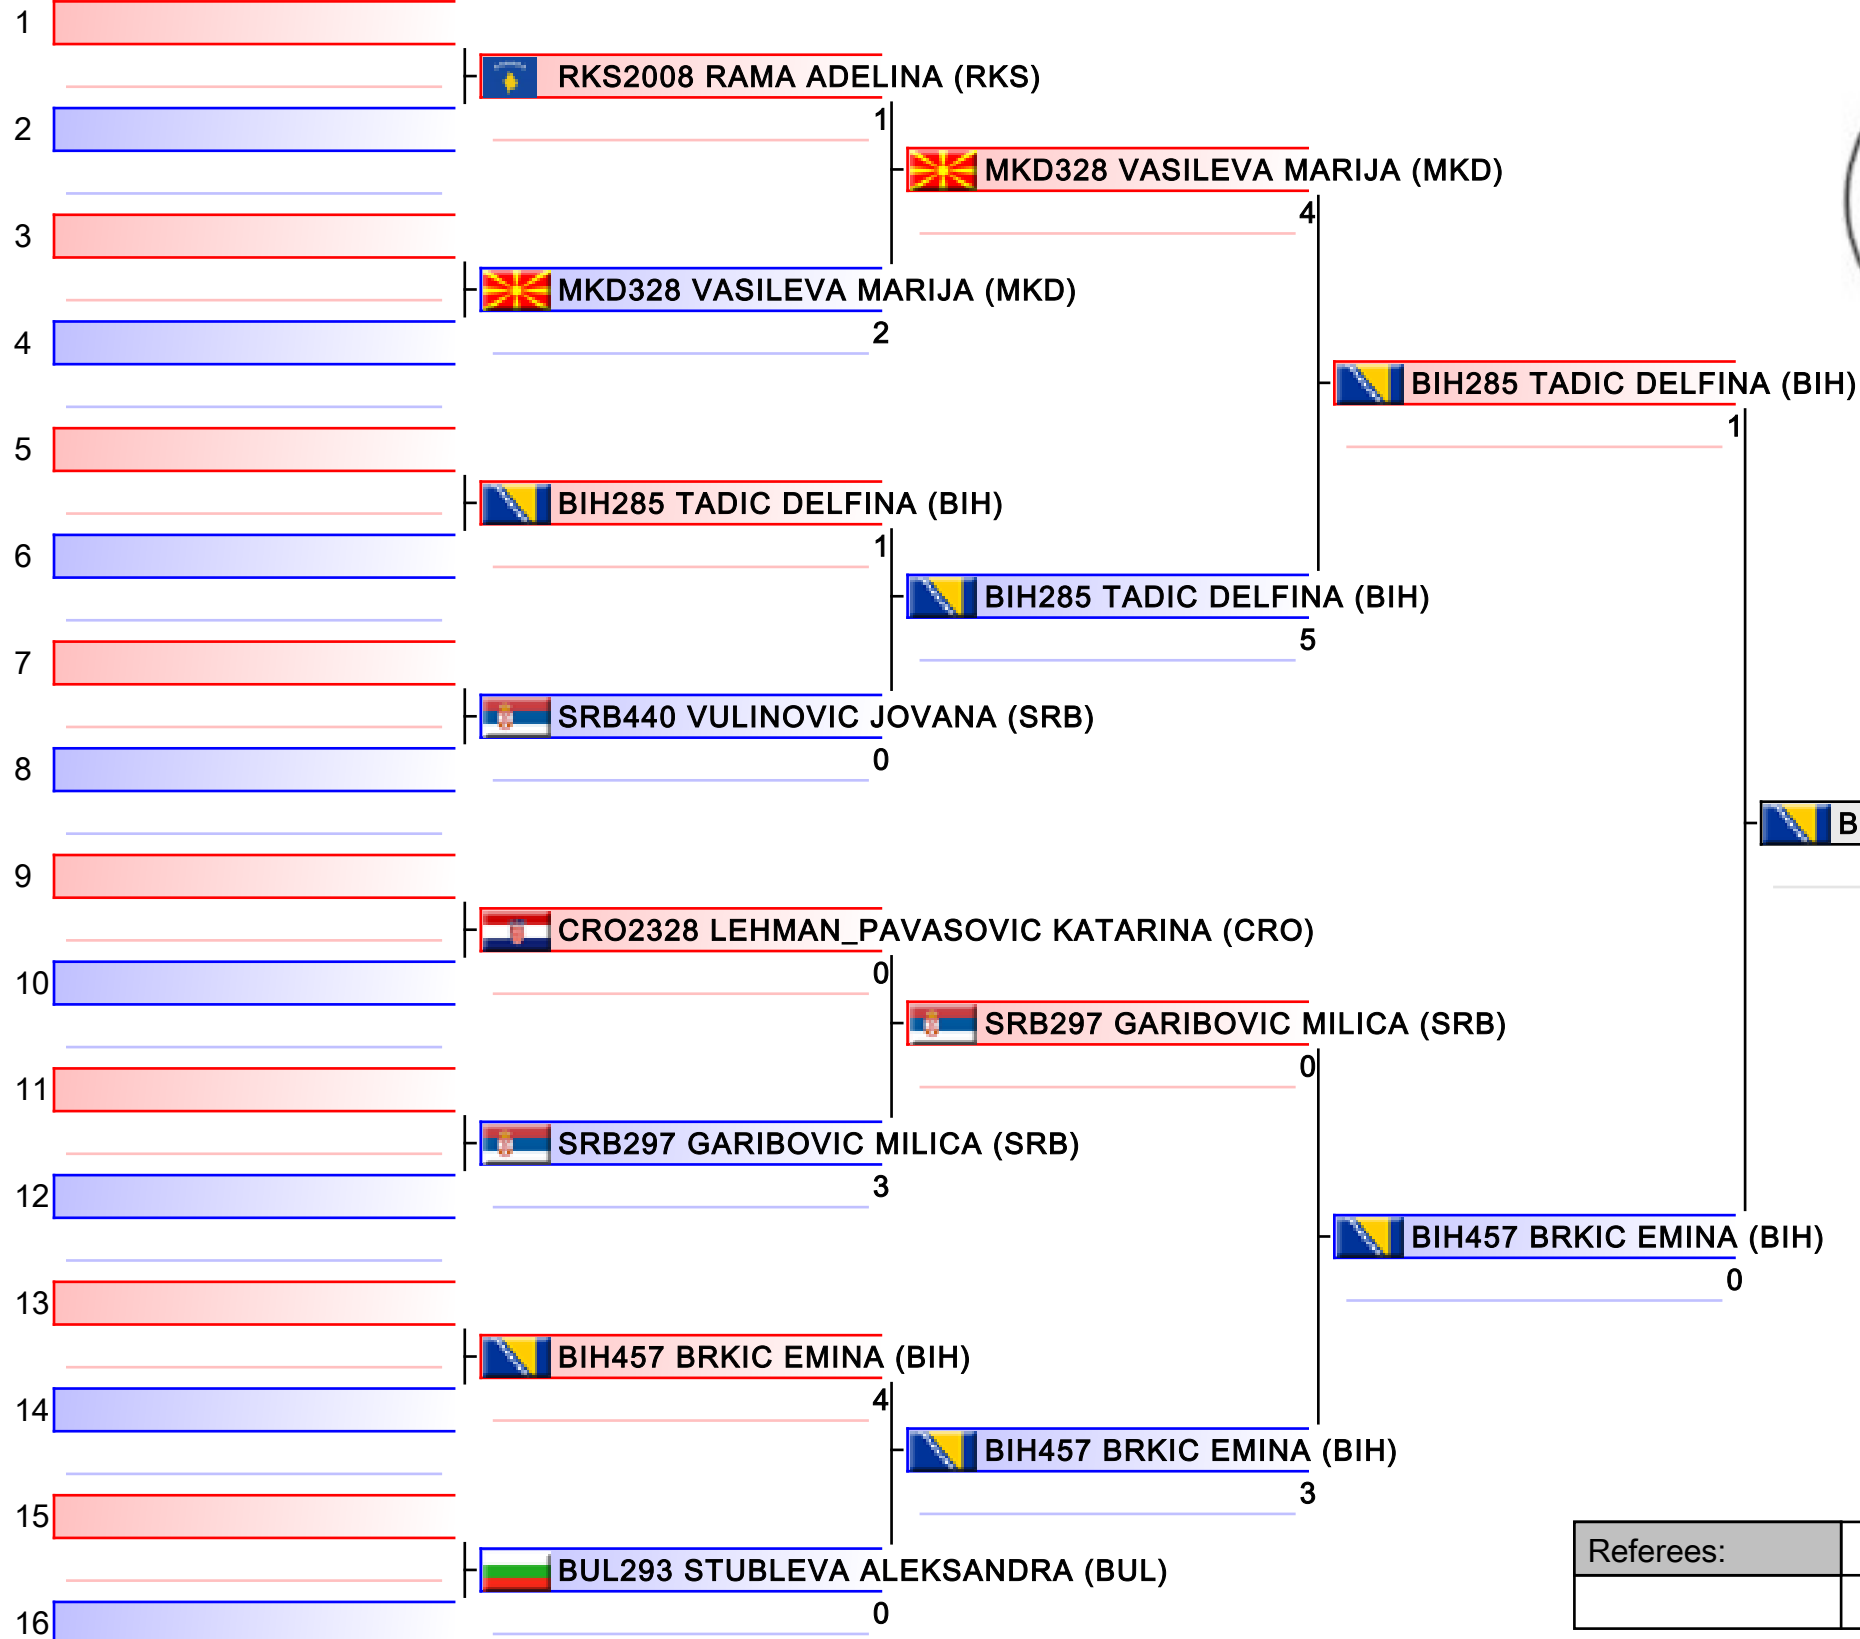 1
RKS2008 RAMA ADELINA (RKS)
1
2
MKD328 VASILEVA MARIJA (MKD)
4
3
MKD328 VASILEVA MARIJA (MKD)
2
4
BIH285 TADIC DELFINA (BIH)
1
5
BIH285 TADIC DELFINA (BIH)
1
6
BIH285 TADIC DELFINA (BIH)
5
7
SRB440 VULINOVIC JOVANA (SRB)
0
8
B
9
CRO2328 LEHMAN_PAVASOVIC KATARINA (CRO)
0
10
SRB297 GARIBOVIC MILICA (SRB)
0
11
SRB297 GARIBOVIC MILICA (SRB)
3
12
BIH457 BRKIC EMINA (BIH)
0
13
BIH457 BRKIC EMINA (BIH)
4
14
BIH457 BRKIC EMINA (BIH)
3
15
BUL293 STUBLEVA ALEKSANDRA (BUL)
0
16
Referees: